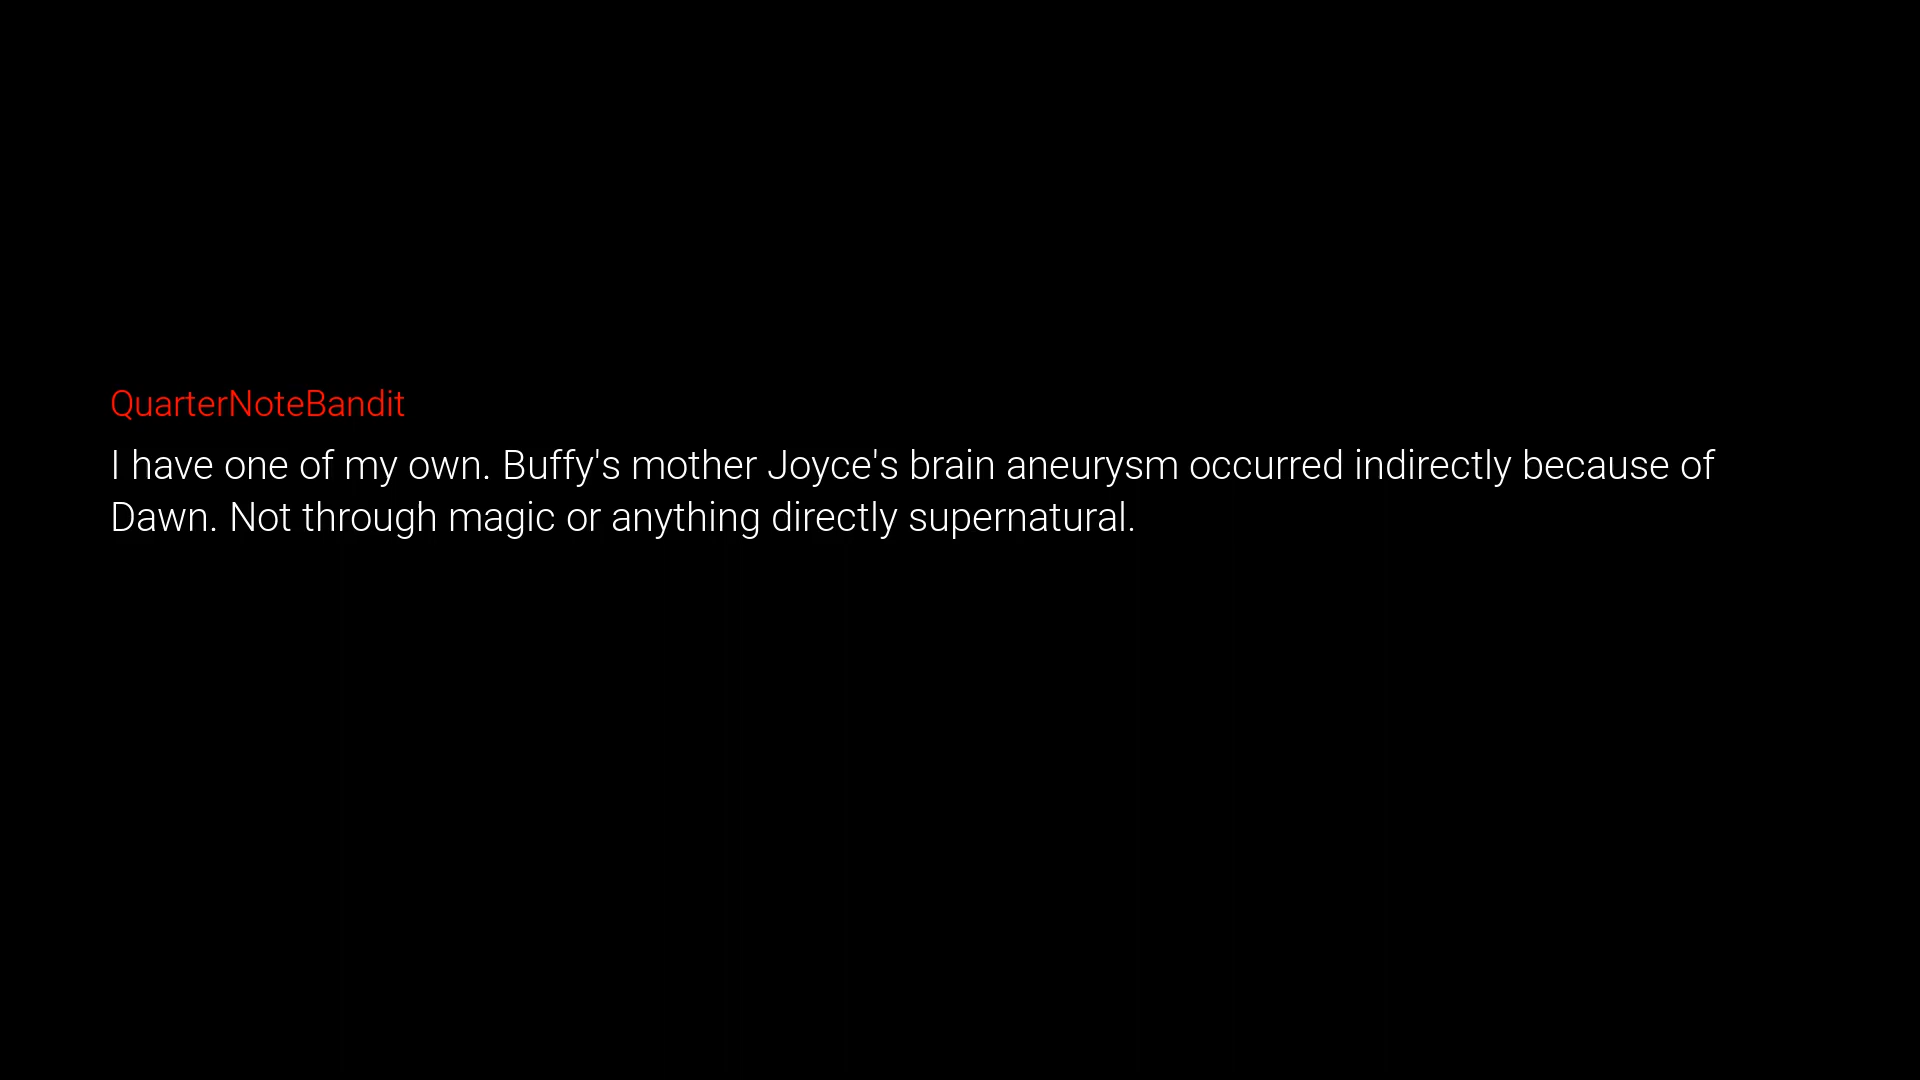 QuarterNoteBandit
I have one of my own. Buffy's mother Joyce's brain aneurysm occurred indirectly because of
Dawn. Not through magic or anything directly supernatural.